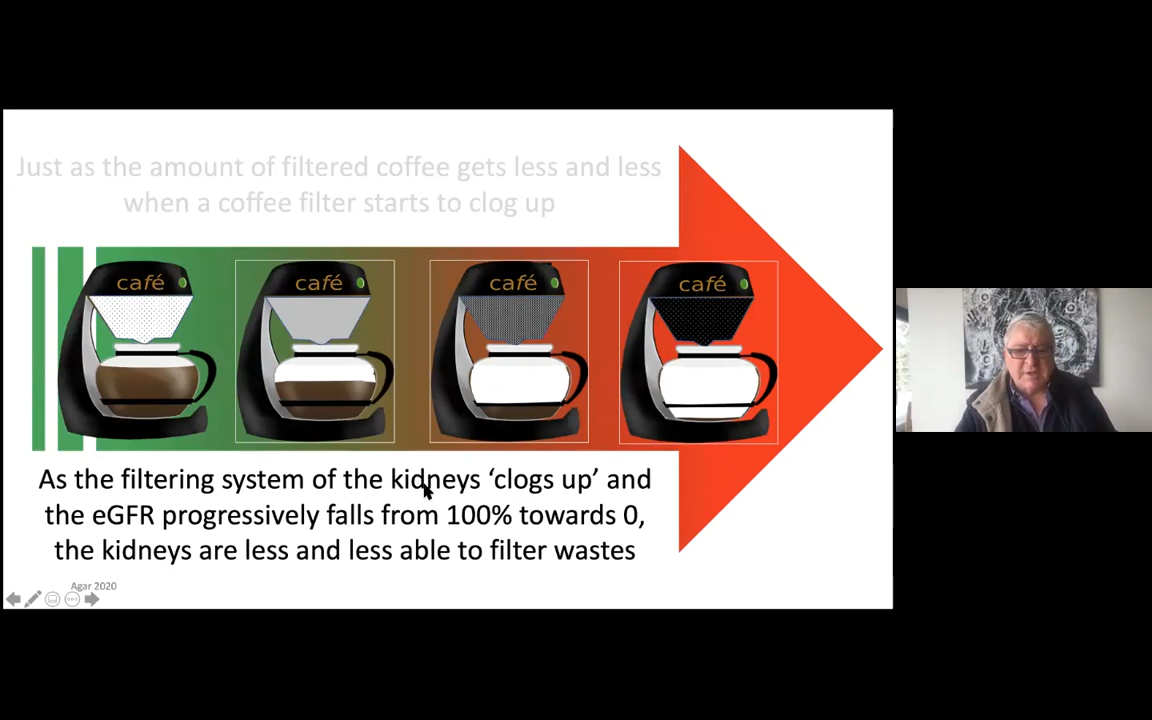 Just as the amount of filtered coffee gets less and less
when a coffee filter starts to clog up
café
café
café
café
As the filtering system of the kidneys ‘clogs up’ and
the eGFR progressively falls from 100% towards 0,
the kidneys are less and less able to filter wastes
Agar 2020